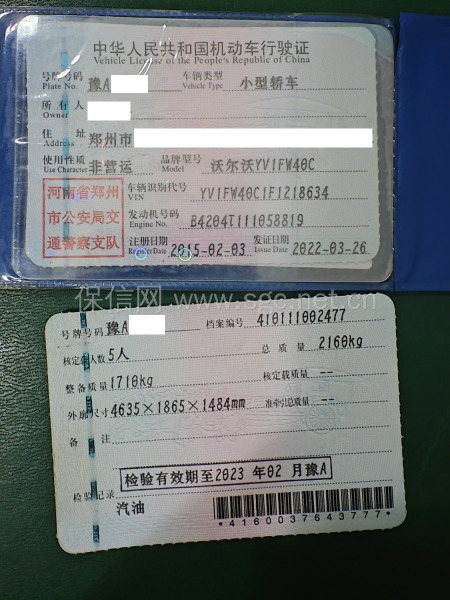 中华人民共和国机动车行驶证
Vehicle License of the People's Republic of China
号牌号码 豫A 车辆类型 小型轿车
Plate No. Vehicle Type
所有人
Owner
住址 郑州市
Address
使用性质 非营运 品牌型号 沃尔沃YV1FW40C
Use Character Model
河南省郑州
市公安局交
通警察支队
车辆识别代号 YV1FW40C1F1218634
VIN
发动机号码 B4204T111058819
Engine No.
注册日期 2015-02-03 发证日期 2022-03-26
Register Date Issue Date
保信网 www.sgc.net.cn
号牌号码 豫A 档案编号 410111002477
核定载人数 5人 总质量 2160kg
整备质量 1710kg 核定载质量 --
外廓尺寸 4635×1865×1484mm 准牵引总质量 --
备注
检验有效期至2023年02月豫A
检验记录
汽油
*4160037643777*